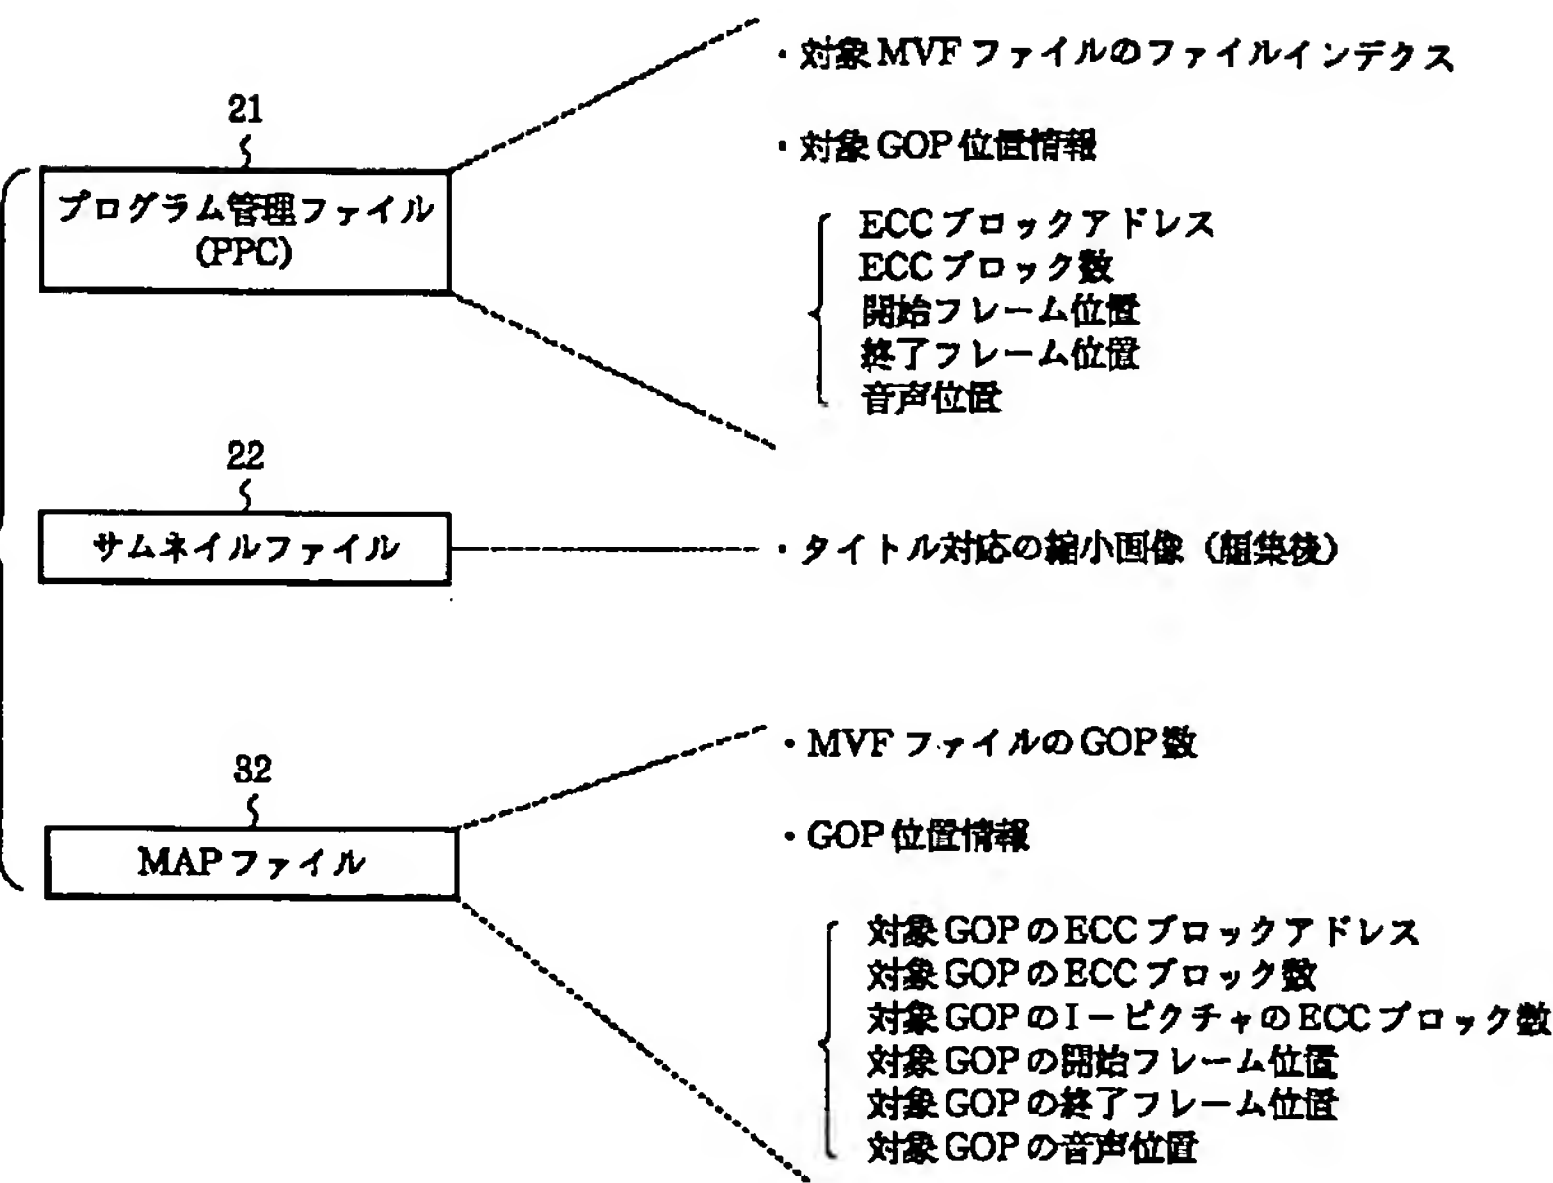 ・対象MVFファイルのファイルインデクス
・対象GOP位置情報
21
プログラム管理ファイル
(PPC)
ECCブロックアドレス
ECCブロック数
開始フレーム位置
終了フレーム位置
音声位置
22
サムネイルファイル
・タイトル対応の縮小画像（編集後）
・MVFファイルのGOP数
32
・GOP位置情報
MAPファイル
対象GOPのECCブロックアドレス
対象GOPのECCブロック数
対象GOPのI－ピクチャのECCブロック数
対象GOPの開始フレーム位置
対象GOPの終了フレーム位置
対象GOPの音声位置